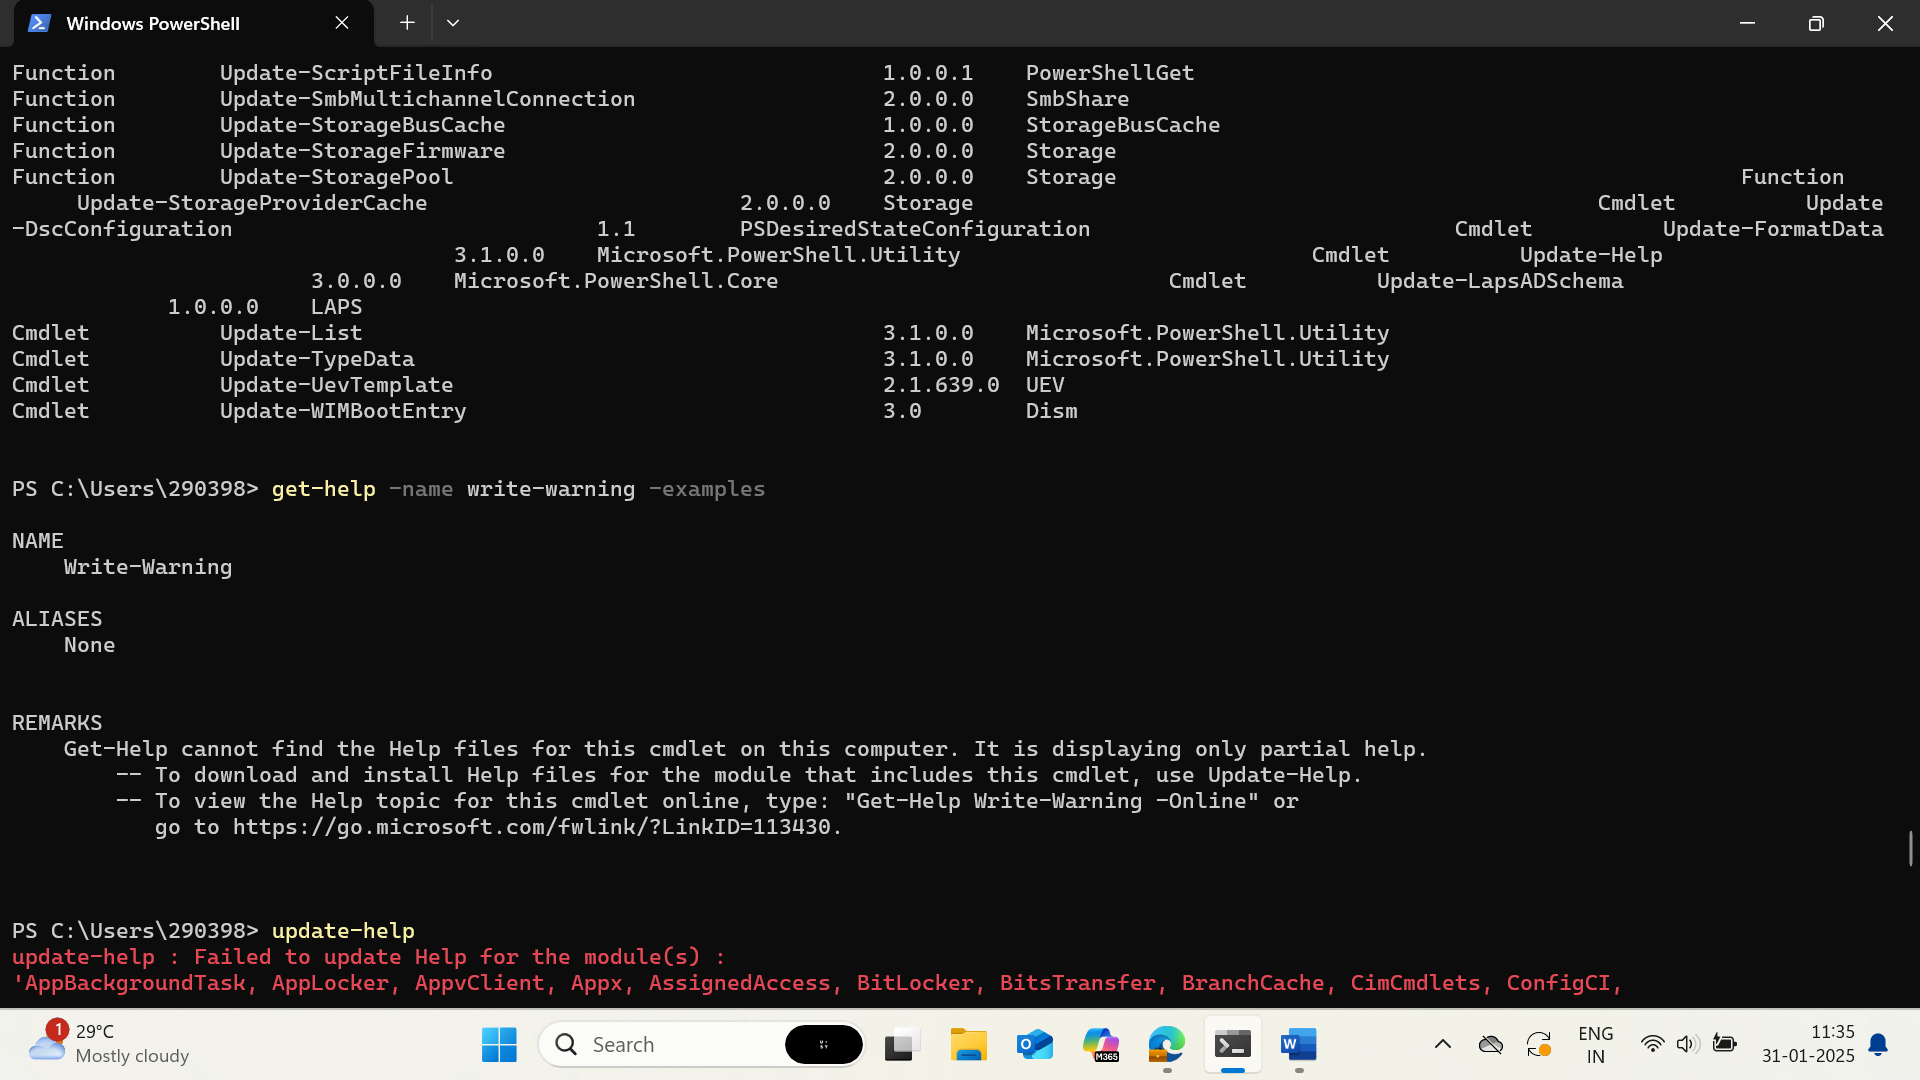 Windows PowerShell
Function        Update-ScriptFileInfo                              1.0.0.1    PowerShellGet
Function        Update-SmbMultichannelConnection                   2.0.0.0    SmbShare
Function        Update-StorageBusCache                             1.0.0.0    StorageBusCache
Function        Update-StorageFirmware                             2.0.0.0    Storage
Function        Update-StoragePool                                 2.0.0.0    Storage                                                Function
     Update-StorageProviderCache                        2.0.0.0    Storage                                                Cmdlet          Update
-DscConfiguration                            1.1        PSDesiredStateConfiguration                            Cmdlet          Update-FormatData
                                  3.1.0.0    Microsoft.PowerShell.Utility                           Cmdlet          Update-Help
                       3.0.0.0    Microsoft.PowerShell.Core                              Cmdlet          Update-LapsADSchema
            1.0.0.0    LAPS
Cmdlet          Update-List                                        3.1.0.0    Microsoft.PowerShell.Utility
Cmdlet          Update-TypeData                                    3.1.0.0    Microsoft.PowerShell.Utility
Cmdlet          Update-UevTemplate                                 2.1.639.0  UEV
Cmdlet          Update-WIMBootEntry                                3.0        Dism
PS C:\Users\290398> get-help -name write-warning -examples
NAME
    Write-Warning
ALIASES
    None
REMARKS
    Get-Help cannot find the Help files for this cmdlet on this computer. It is displaying only partial help.
        -- To download and install Help files for the module that includes this cmdlet, use Update-Help.
        -- To view the Help topic for this cmdlet online, type: "Get-Help Write-Warning -Online" or
           go to https://go.microsoft.com/fwlink/?LinkID=113430.
PS C:\Users\290398> update-help
update-help : Failed to update Help for the module(s) :
'AppBackgroundTask, AppLocker, AppvClient, Appx, AssignedAccess, BitLocker, BitsTransfer, BranchCache, CimCmdlets, ConfigCI,
1
29°C
Mostly cloudy
Search
M365
ENG
IN
11:35
31-01-2025